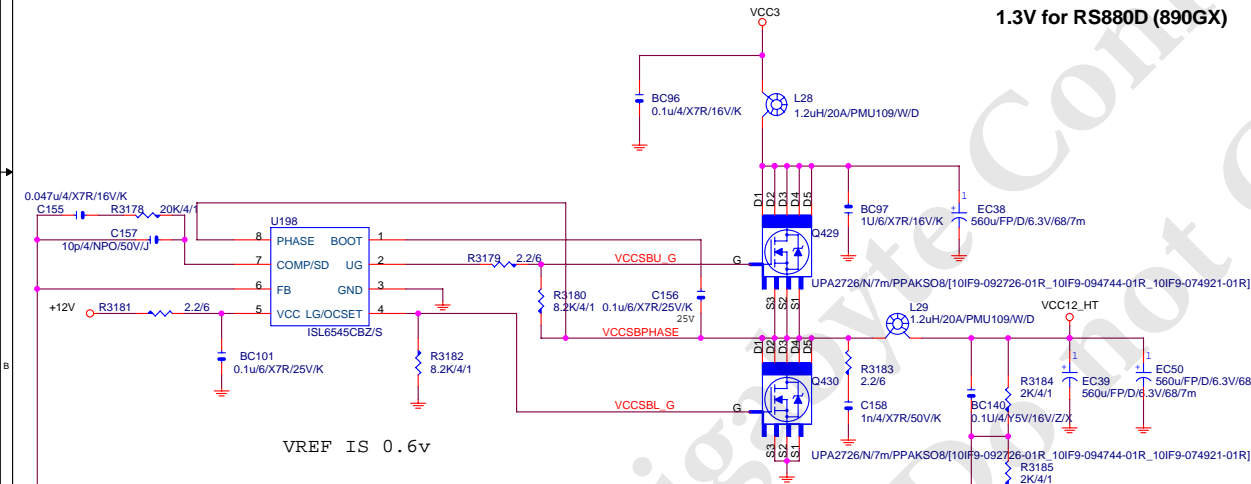 1.3V for RS880D (890GX)
VCC3
BC96
0.1u/4/X7R/16V/K
L28
1.2uH/20A/PMU109/W/D
0.047u/4/X7R/16V/K
C155
R3178
20K/4/1
C157
10p/4/NPO/50V/J
U198
8 PHASE BOOT 1
7 COMP/SD UG 2
6 FB GND 3
5 VCC LG/OCSET 4
ISL6545CBZ/S
+12V
R3181
2.2/6
BC101
0.1u/6/X7R/25V/K
R3182
8.2K/4/1
R3179
2.2/6
VCCSBU_G
G
R3180
8.2K/4/1
C156
0.1u/6/X7R/25V/K
25V
VCCSBPHASE
D1 D2 D3 D4 D5
Q429
S3 S2 S1
BC97
1U/6/X7R/16V/K
1
+
EC38
560u/FP/D/6.3V/68/7m
UPA2726/N/7m/PPAKSO8/[10IF9-092726-01R_10IF9-094744-01R_10IF9-074921-01R]
L29
1.2uH/20A/PMU109/W/D
VCC12_HT
D1 D2 D3 D4 D5
Q430
VCCSBL_G
G
S3 S2 S1
R3183
2.2/6
C158
1n/4/X7R/50V/K
BC140
0.1U/4/Y5V/16V/Z/X
R3184
2K/4/1
1
+
EC39
560u/FP/D/6.3V/68/7m
1
+
EC50
560u/FP/D/6.3V/68
UPA2726/N/7m/PPAKSO8/[10IF9-092726-01R_10IF9-094744-01R_10IF9-074921-01R]
R3185
2K/4/1
VREF IS 0.6v
B
igabyte Con
Do not C